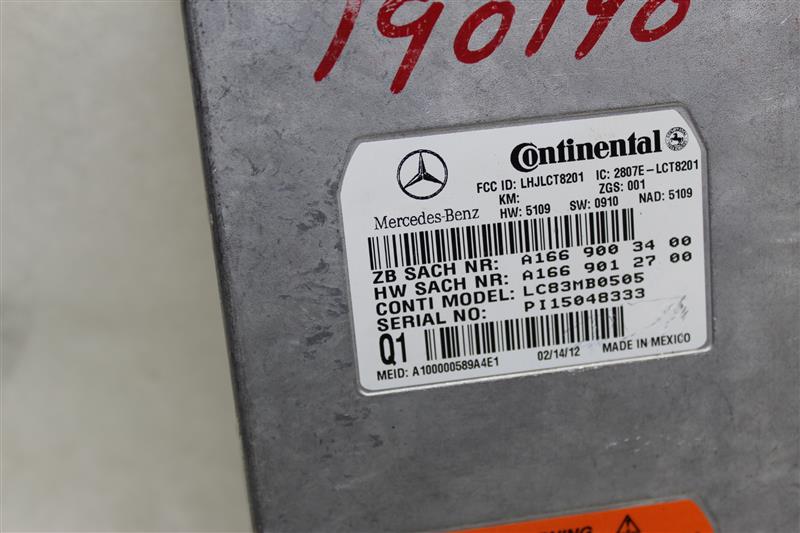 190190
Continental
FCC ID: LHJLCT8201 IC: 2807E-LCT8201
KM: ZGS: 001
Mercedes-Benz HW: 5109 SW: 0910 NAD: 5109
ZB SACH NR: A166 900 34 00
HW SACH NR: A166 901 27 00
CONTI MODEL: LC83MB0505
SERIAL NO: PI15048333
Q1 02/14/12 MADE IN MEXICO
MEID: A100000589A4E1